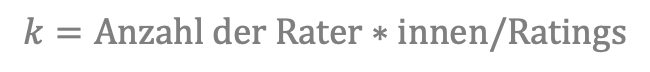 k = Anzahl der Rater * innen/Ratings